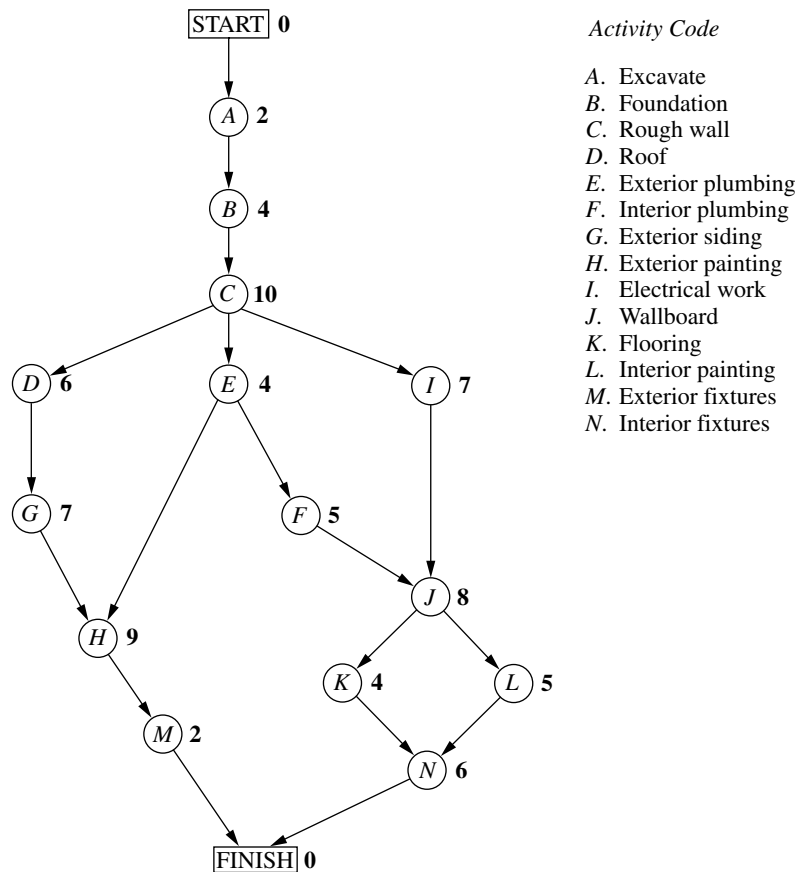 START 0
Activity Code
A. Excavate
B. Foundation
C. Rough wall
D. Roof
E. Exterior plumbing
F. Interior plumbing
G. Exterior siding
H. Exterior painting
I. Electrical work
J. Wallboard
K. Flooring
L. Interior painting
M. Exterior fixtures
N. Interior fixtures
A 2
B 4
C 10
D 6
E 4
I 7
G 7
F 5
J 8
H 9
K 4
L 5
M 2
N 6
FINISH 0